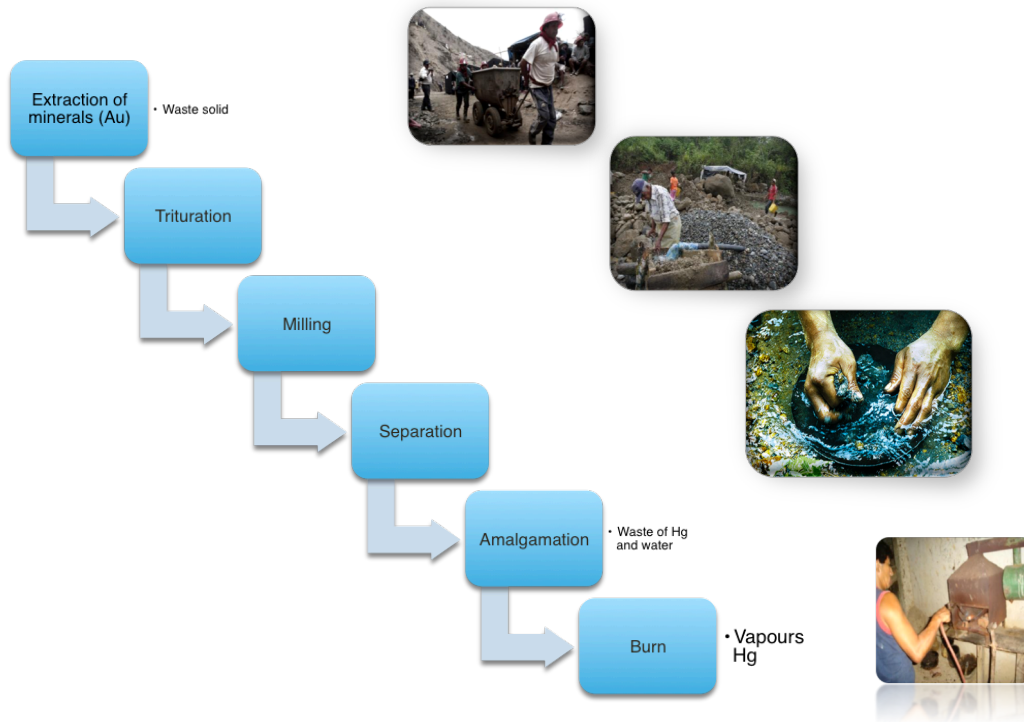 Extraction of
minerals (Au)
• Waste solid
Trituration
Milling
Separation
Amalgamation
• Waste of Hg
and water
Burn
• Vapours
Hg